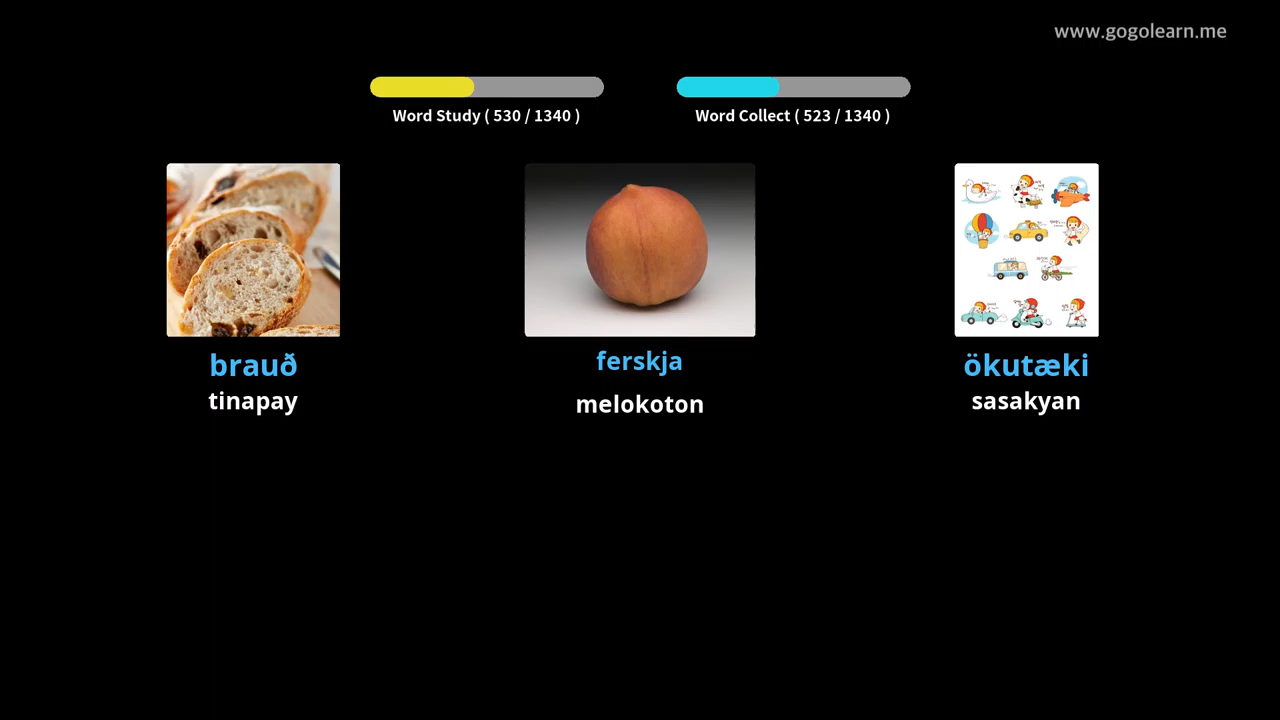 www.gogolearn.me
Word Study ( 530 / 1340 )
Word Collect ( 523 / 1340 )
brauð
ferskja
ökutæki
tinapay
melokoton
sasakyan